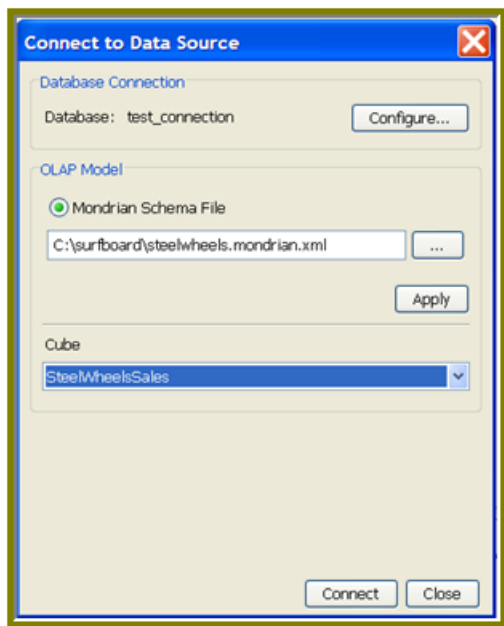 Connect to Data Source
Database Connection
Database: test_connection
Configure...
OLAP Model
Mondrian Schema File
C:\surfboard\steelwheels.mondrian.xml
...
Apply
Cube
SteelWheelsSales
Connect
Close